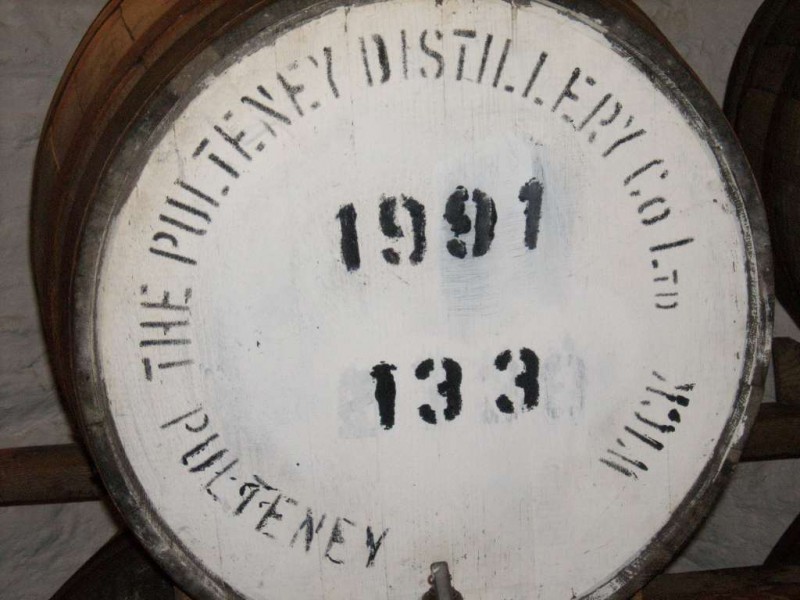 THE PULTENEY DISTILLERY Co LTD
1991
133
PULTENEY
WICK